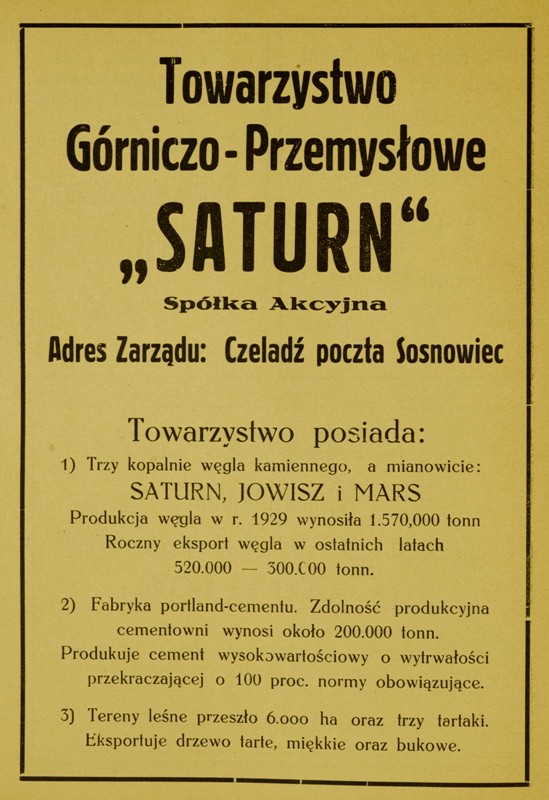 Towarzystwo
Górniczo-Przemysłowe
„SATURN“
Spółka Akcyjna
Adres Zarządu: Czeladź poczta Sosnowiec
Towarzystwo posiada:
1) Trzy kopalnie węgla kamiennego, a mianowicie:
SATURN, JOWISZ i MARS
Produkcja węgla w r. 1929 wynosiła 1.570,000 tonn
Roczny eksport węgla w ostatnich latach
520.000 — 300.000 tonn.
2) Fabryka portland-cementu. Zdolność produkcyjna
cementowni wynosi około 200.000 tonn.
Produkuje cement wysokowartościowy o wytrwałości
przekraczającej o 100 proc. normy obowiązujące.
3) Tereny leśne przeszło 6.000 ha oraz trzy tartaki.
Eksportuje drzewo tarte, miękkie oraz bukowe.